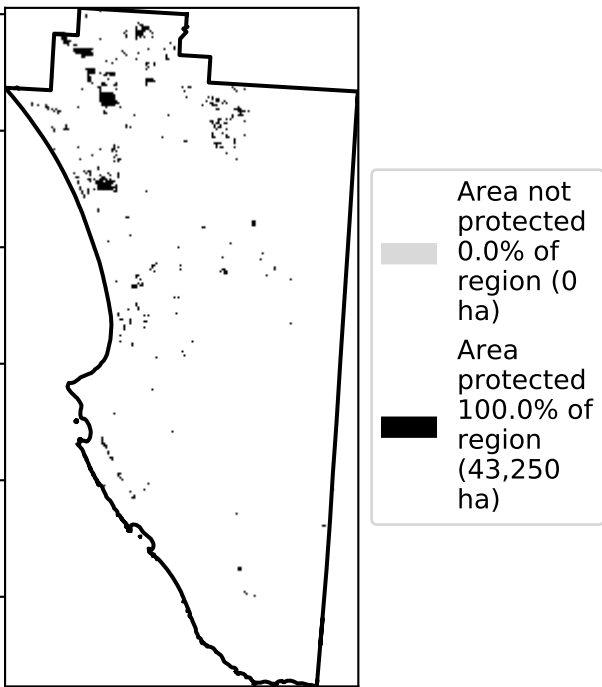 Area not
protected
0.0% of
region (0
ha)
Area
protected
100.0% of
region
(43,250
ha)